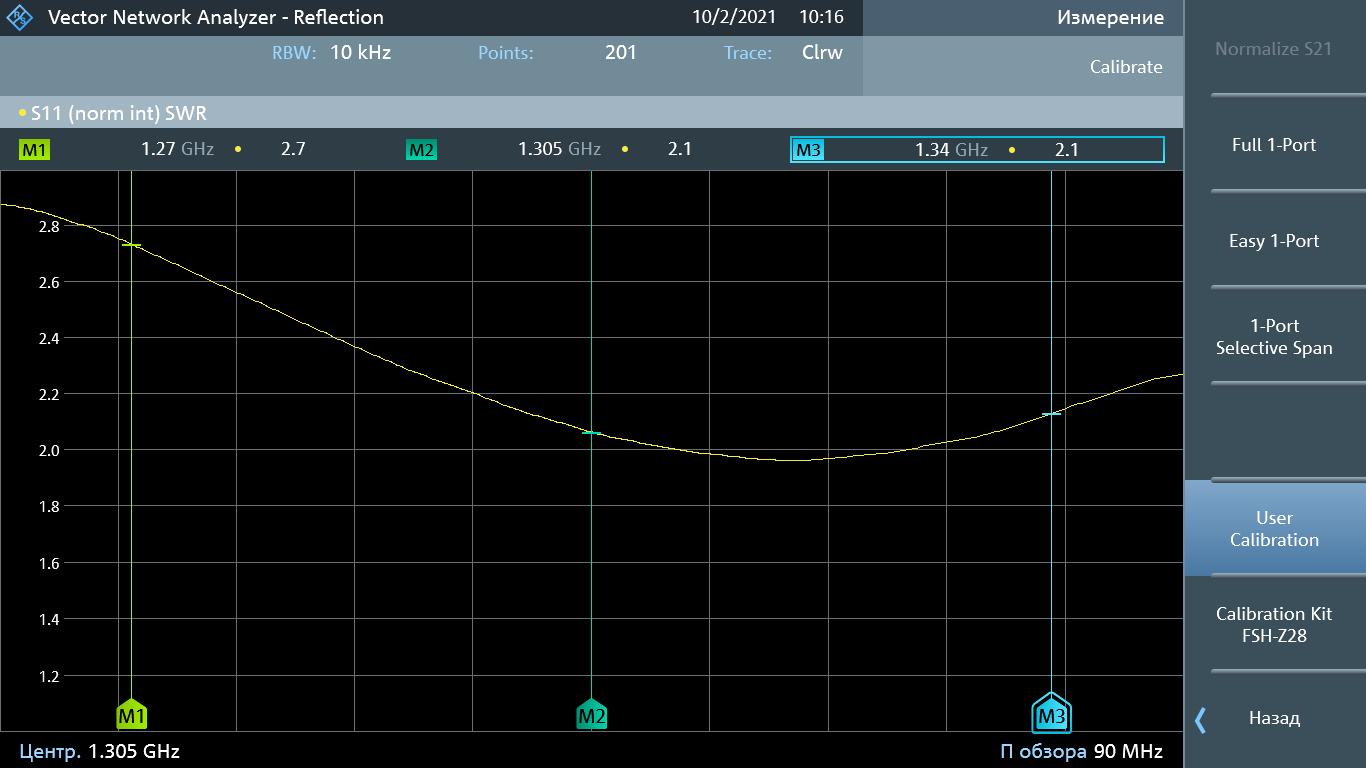 Vector Network Analyzer - Reflection
10/2/2021 10:16
Измерение
RBW: 10 kHz Points: 201 Trace: Clrw
Calibrate
S11 (norm int) SWR
M1 1.27 GHz • 2.7 M2 1.305 GHz • 2.1 M3 1.34 GHz • 2.1
2.8
2.6
2.4
2.2
2.0
1.8
1.6
1.4
1.2
M1 M2 M3
Центр. 1.305 GHz
П обзора 90 MHz
Normalize S21
Full 1-Port
Easy 1-Port
1-Port
Selective Span
User
Calibration
Calibration Kit
FSH-Z28
Назад